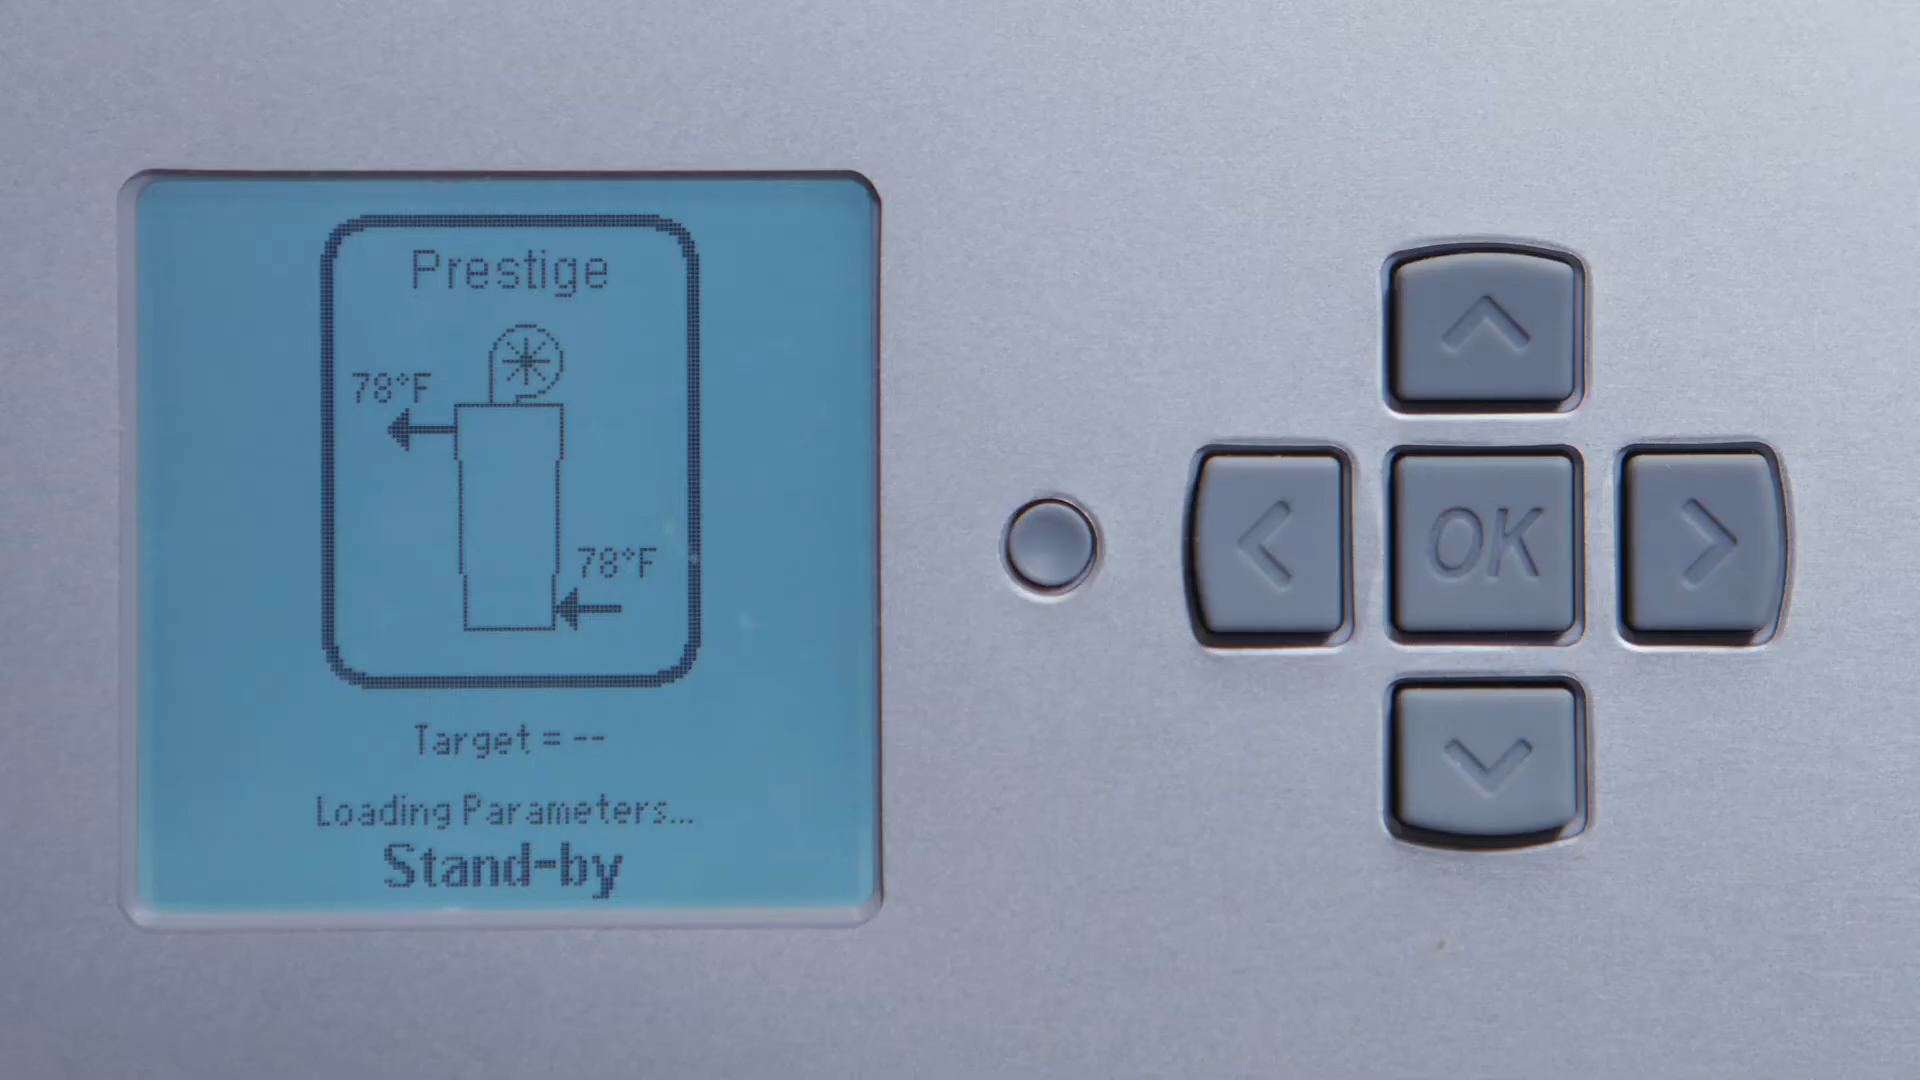 Prestige
78°F
78°F
Target = --
Loading Parameters...
Stand-by
OK